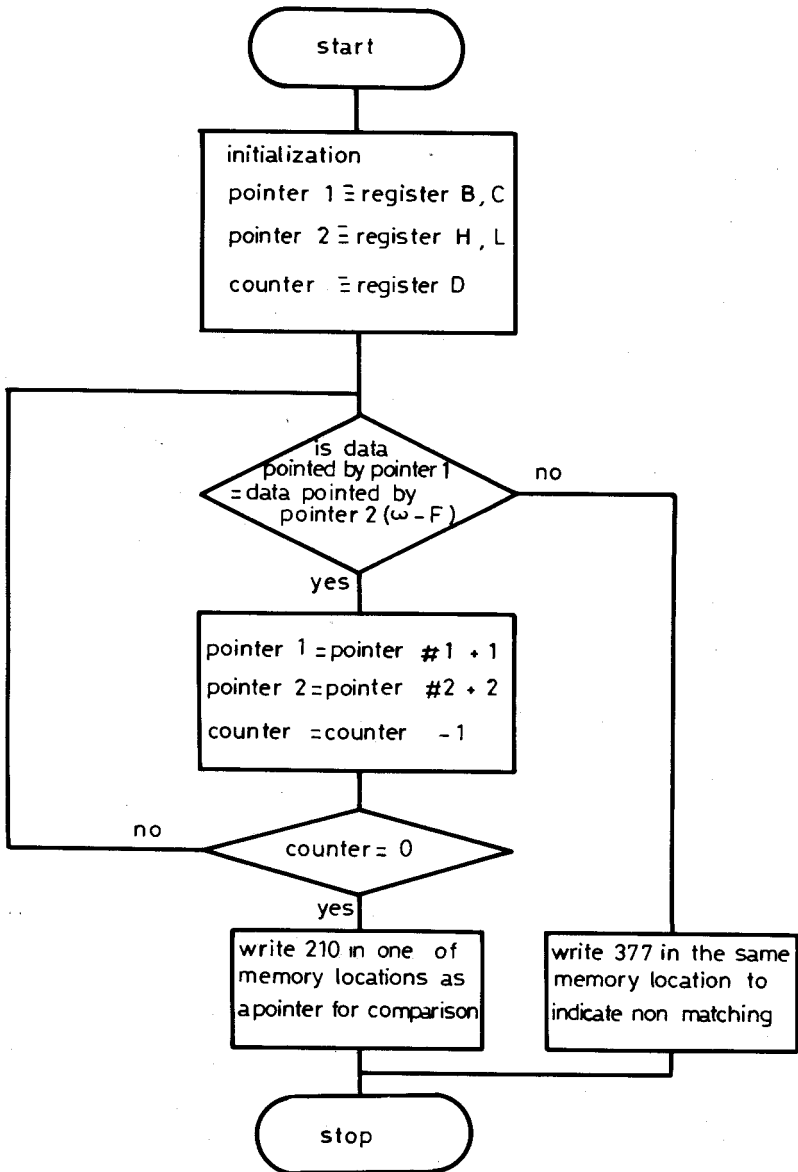 start
initialization
pointer 1 ≡ register B, C
pointer 2 ≡ register H, L
counter ≡ register D
is data
pointed by pointer 1
= data pointed by
pointer 2 (ω - F)
no
yes
pointer 1 = pointer #1 + 1
pointer 2 = pointer #2 + 2
counter = counter - 1
no
counter = 0
yes
write 210 in one of
memory locations as
apointer for comparison
write 377 in the same
memory location to
indicate non matching
stop